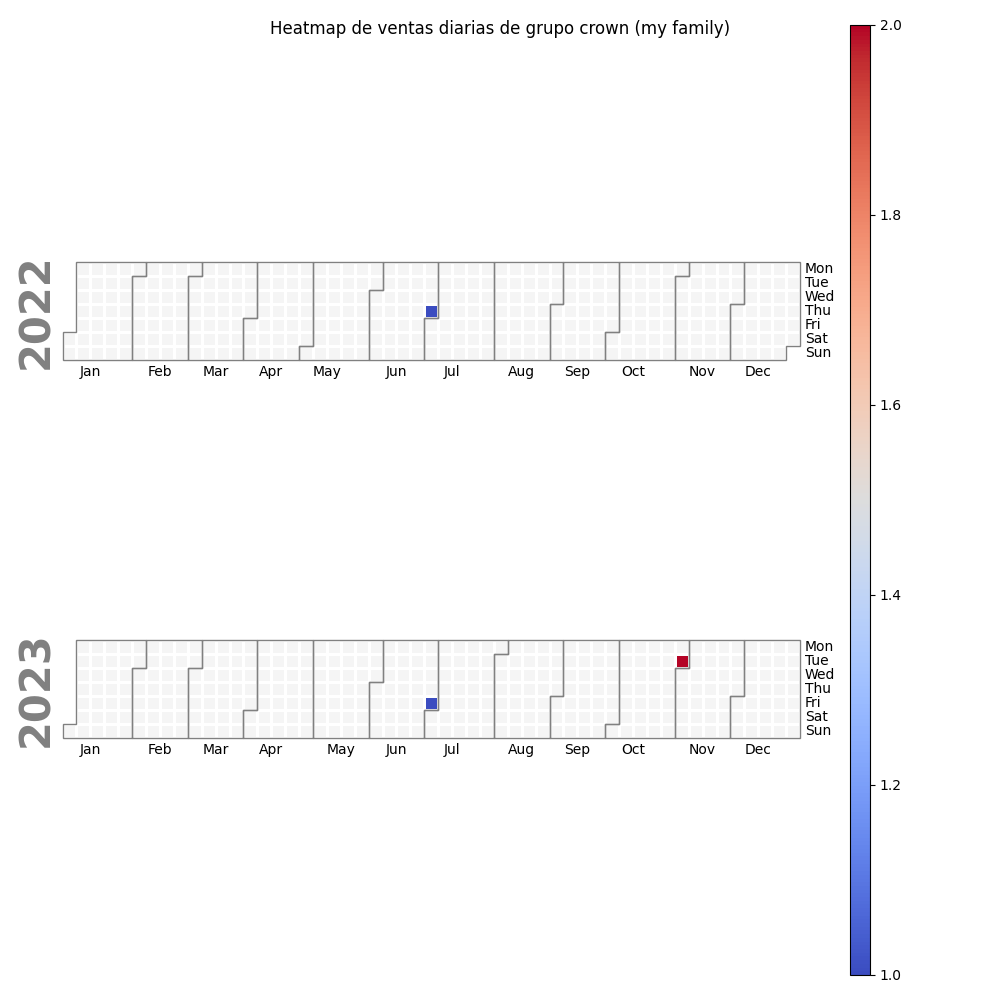 Heatmap de ventas diarias de grupo crown (my family)
2022
Mon
Tue
Wed
Thu
Fri
Sat
Sun
Jan Feb Mar Apr May Jun Jul Aug Sep Oct Nov Dec
2023
Mon
Tue
Wed
Thu
Fri
Sat
Sun
Jan Feb Mar Apr May Jun Jul Aug Sep Oct Nov Dec
2.0
1.8
1.6
1.4
1.2
1.0